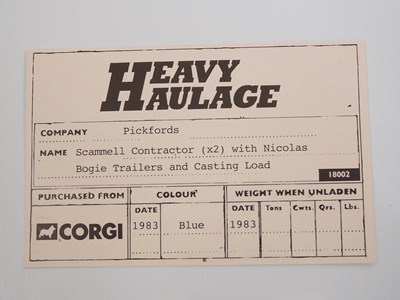 HEAVY
HAULAGE
COMPANY Pickfords
NAME Scammell Contractor (x2) with Nicolas
Bogie Trailers and Casting Load
18002
PURCHASED FROM COLOUR WEIGHT WHEN UNLADEN
DATE DATE Tons Cwts. Qrs. Lbs.
CORGI 1983 Blue 1983